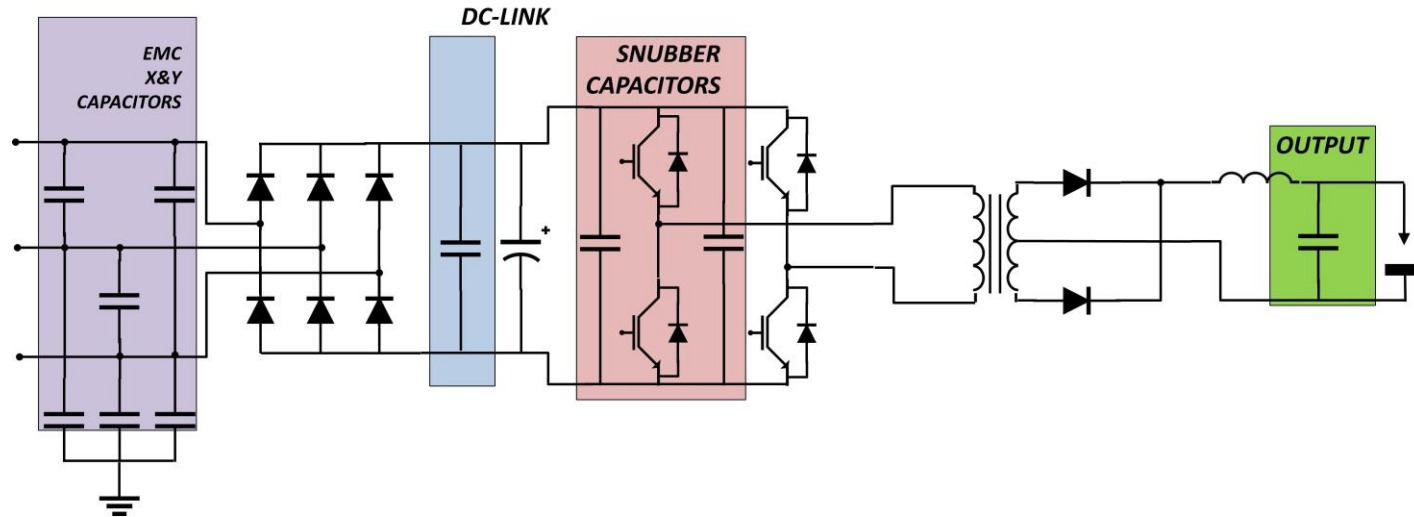 DC-LINK
EMC
X&Y
CAPACITORS
SNUBBER
CAPACITORS
+
OUTPUT